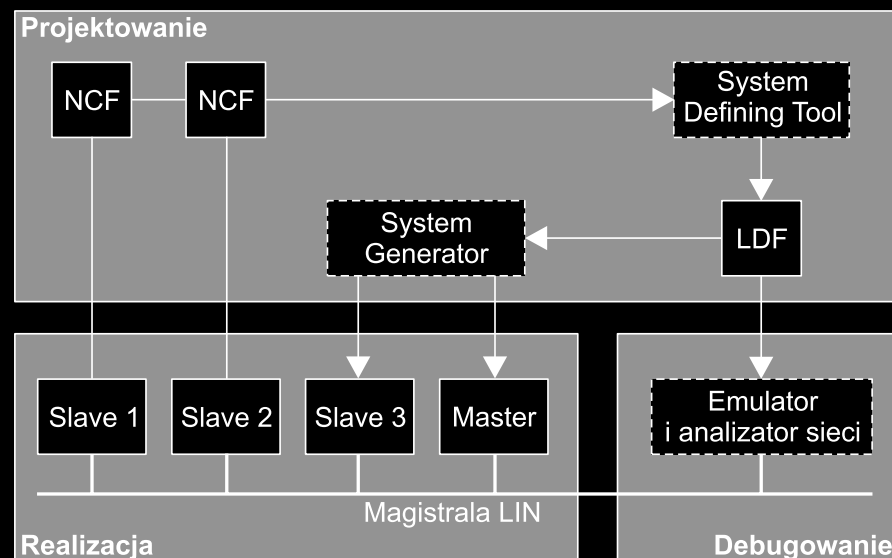 Projektowanie
NCF
NCF
System
Defining Tool
System
Generator
LDF
Slave 1
Slave 2
Slave 3
Master
Emulator
i analizator sieci
Magistrala LIN
Realizacja
Debugowanie